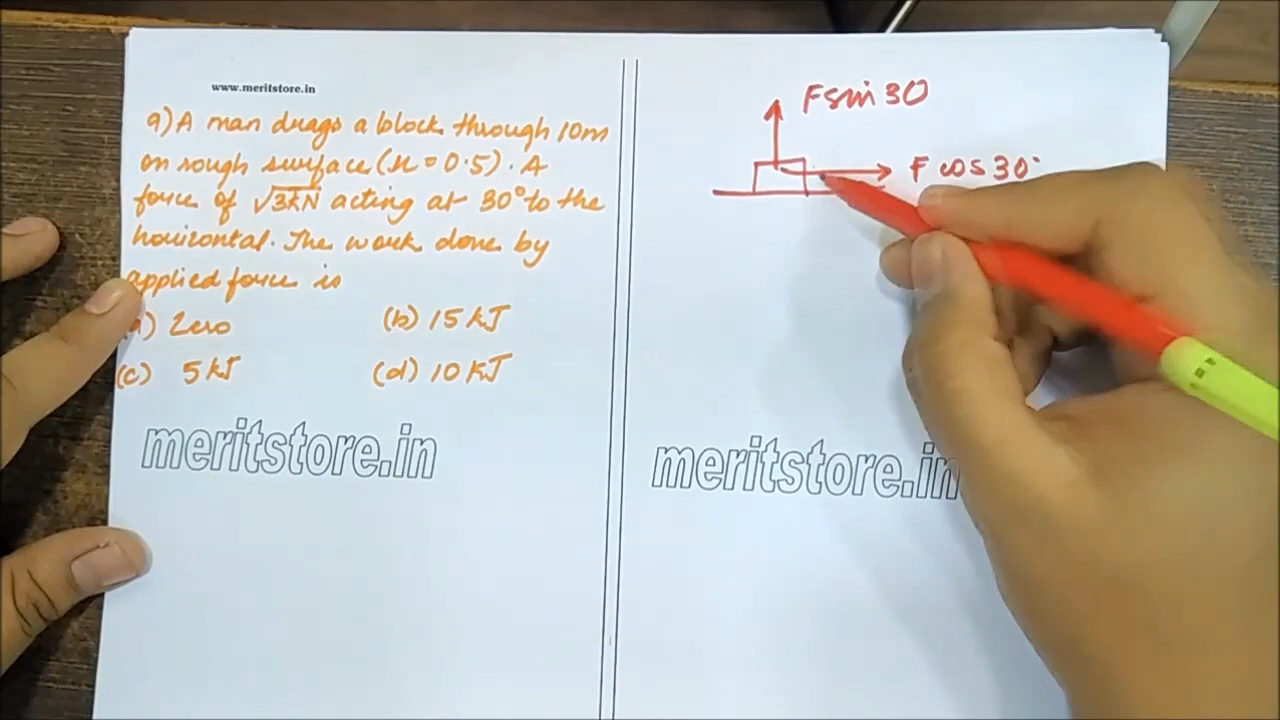 www.meritstore.in
9) A man drags a block through 10m
on rough surface (μ = 0.5). A
force of √3kN acting at 30° to the
horizontal. The work done by
applied force is
a) Zero (b) 15 kJ
(c) 5 kJ (d) 10 KJ
meritstore.in
F sin 30
F cos 30°
meritstore.in